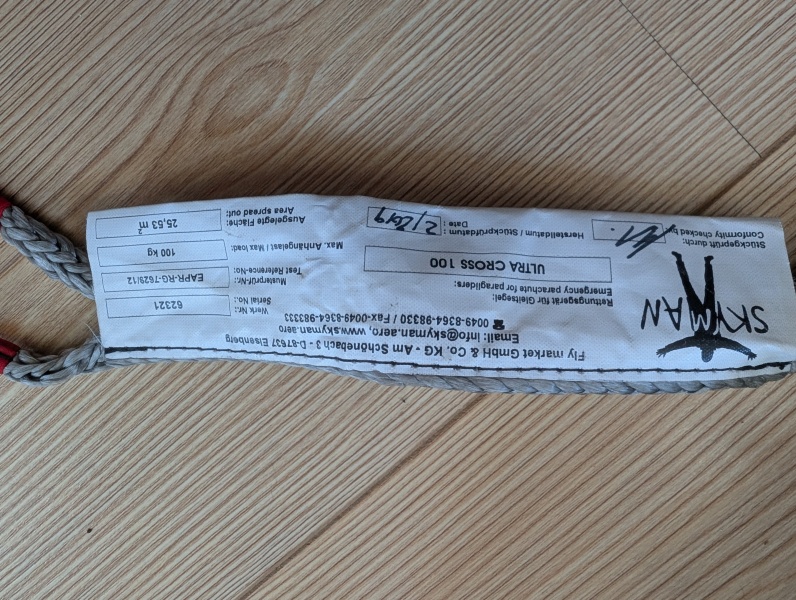 SKYMAN
Fly market GmbH & Co. KG - Am Schönebach 3 - D-87637 Eisenberg
Email: info@skyman.aero, www.skyman.aero
☎ 0049-8364-98330 / Fax-0049-8364-983333
Rettungsgerät für Gleitsegel:
Emergency parachute for paragliders:
ULTRA CROSS 100
Stückgeprüft durch:
Conformity checked by
Herstelldatum / Stückprüfdatum:
Date :
2/2019
Werk Nr.:
Serial No.:
62321
Musterprüf-Nr.:
Test Reference-No:
EAPR-RG-7629/12
Max. Anhängelast / Max load:
100 kg
Ausgelegte Fläche:
Area spread out:
25,53 m²